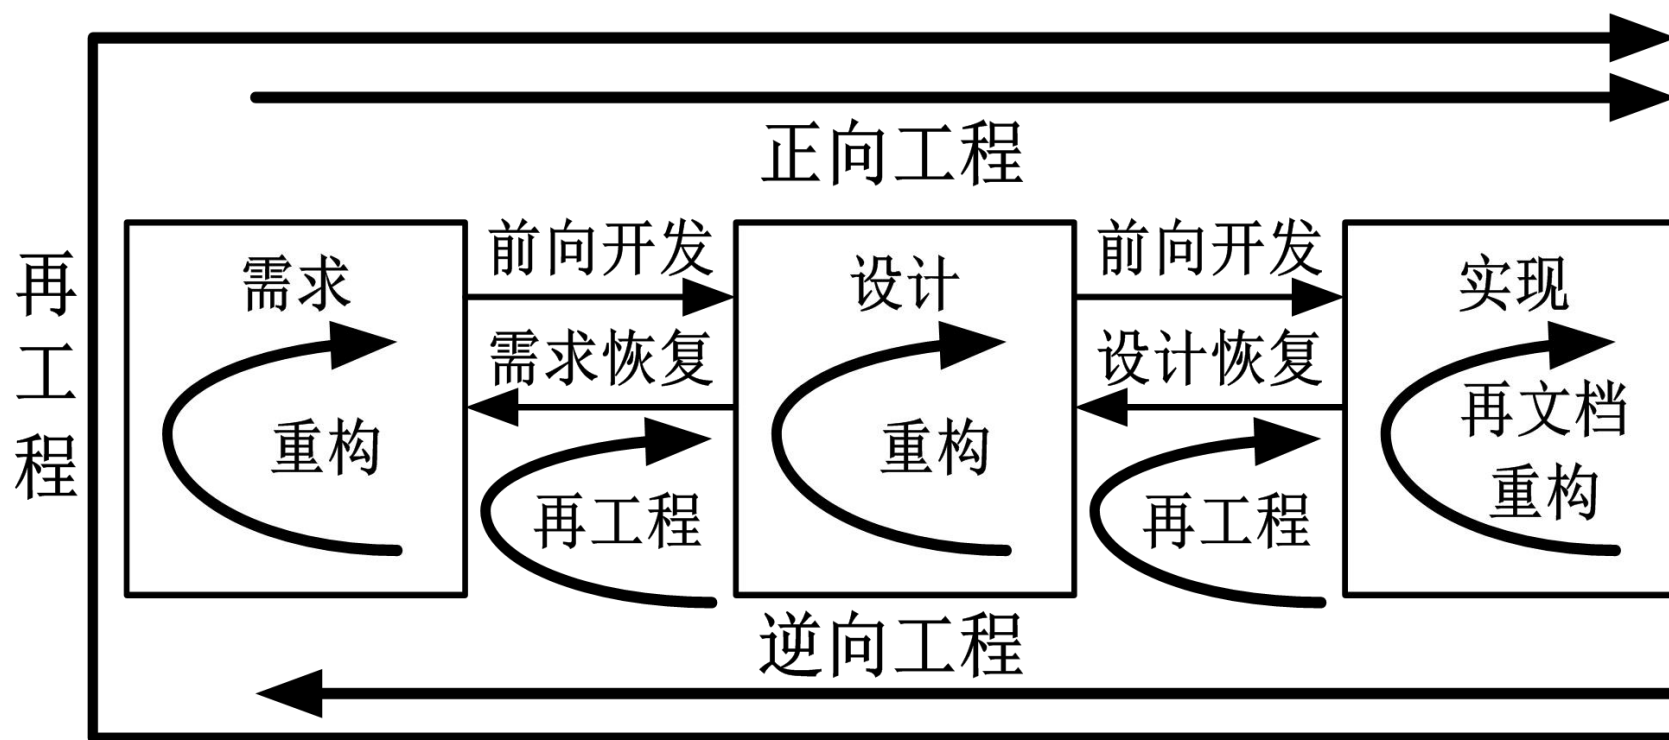 正向工程
再工程
需求
重构
前向开发
需求恢复
再工程
设计
重构
前向开发
设计恢复
再工程
实现
再文档
重构
逆向工程